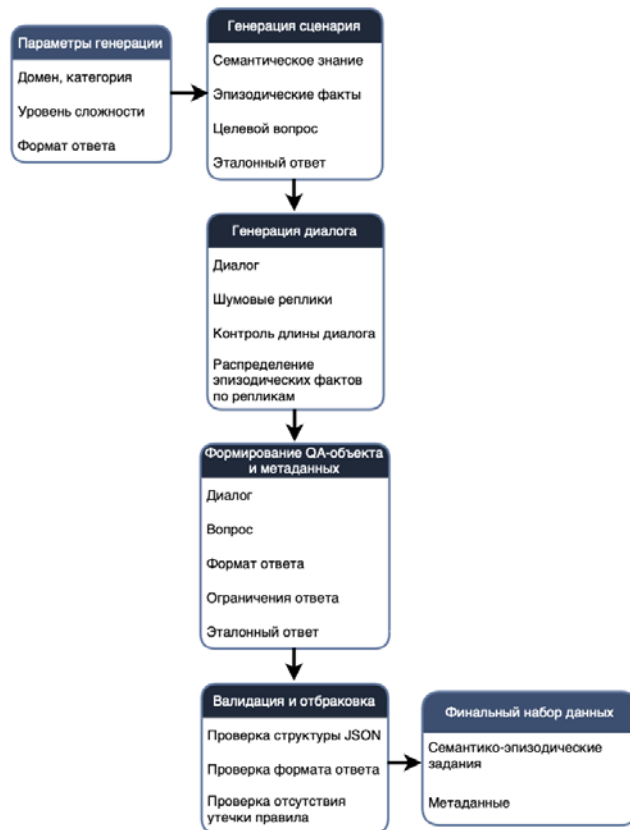 Параметры генерации
Домен, категория
Уровень сложности
Формат ответа
Генерация сценария
Семантическое знание
Эпизодические факты
Целевой вопрос
Эталонный ответ
Генерация диалога
Диалог
Шумовые реплики
Контроль длины диалога
Распределение
эпизодических фактов
по репликам
Формирование QA-объекта
и метаданных
Диалог
Вопрос
Формат ответа
Ограничения ответа
Эталонный ответ
Валидация и отбраковка
Проверка структуры JSON
Проверка формата ответа
Проверка отсутствия
утечки правила
Финальный набор данных
Семантико-эпизодические
задания
Метаданные